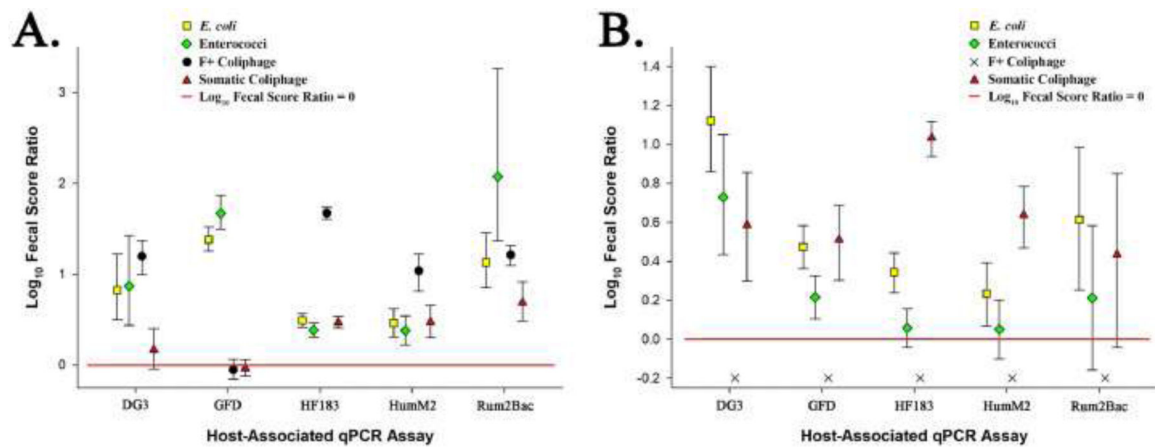 A.
E. coli
Enterococci
F+ Coliphage
Somatic Coliphage
Log10 Fecal Score Ratio = 0
Log10 Fecal Score Ratio
3
2
1
0
DG3 GFD HF183 HumM2 Rum2Bac
Host-Associated qPCR Assay
B.
E. coli
Enterococci
F+ Coliphage
Somatic Coliphage
Log10 Fecal Score Ratio = 0
Log10 Fecal Score Ratio
1.4
1.2
1.0
0.8
0.6
0.4
0.2
0.0
-0.2
DG3 GFD HF183 HumM2 Rum2Bac
Host-Associated qPCR Assay